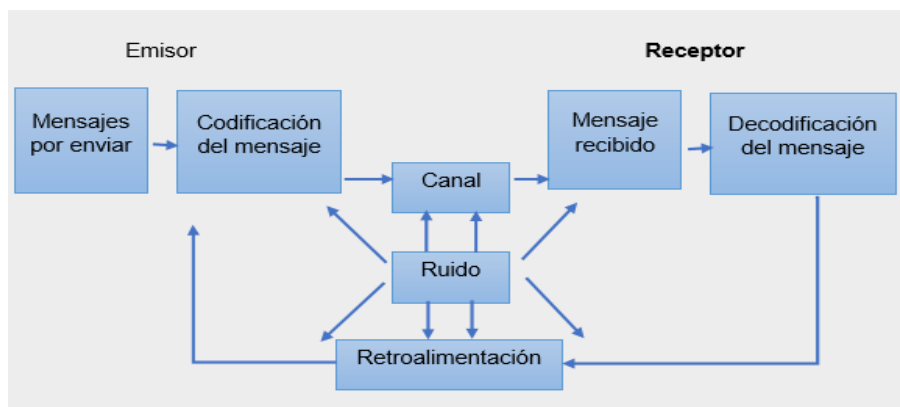 Emisor
Receptor
Mensajes
por enviar
Codificación
del mensaje
Canal
Mensaje
recibido
Decodificación
del mensaje
Ruido
Retroalimentación